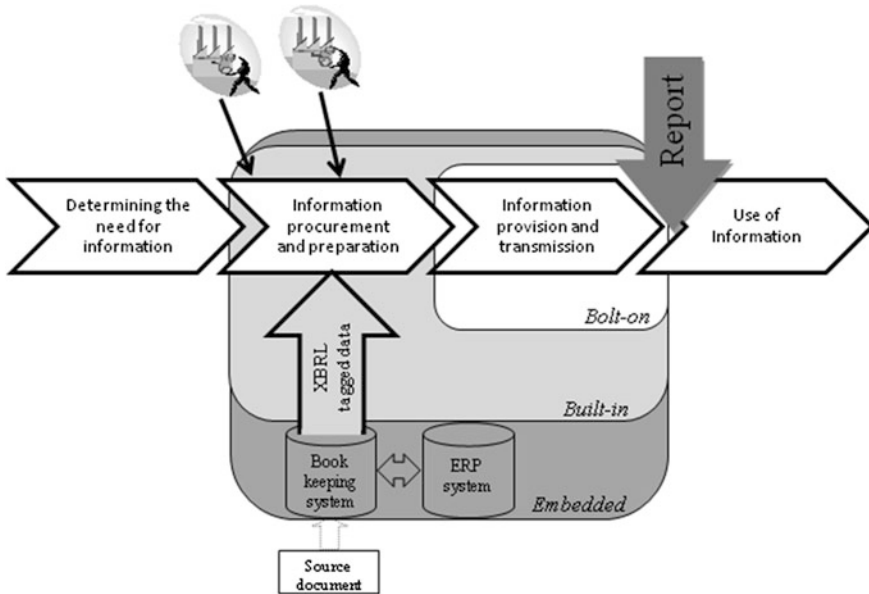 Report
Determining the
need for
information
Information
procurement
and preparation
Information
provision and
transmission
Use of
Information
Bolt-on
XBRL
tagged data
Built-in
Book
keeping
system
ERP
system
Embedded
Source
document